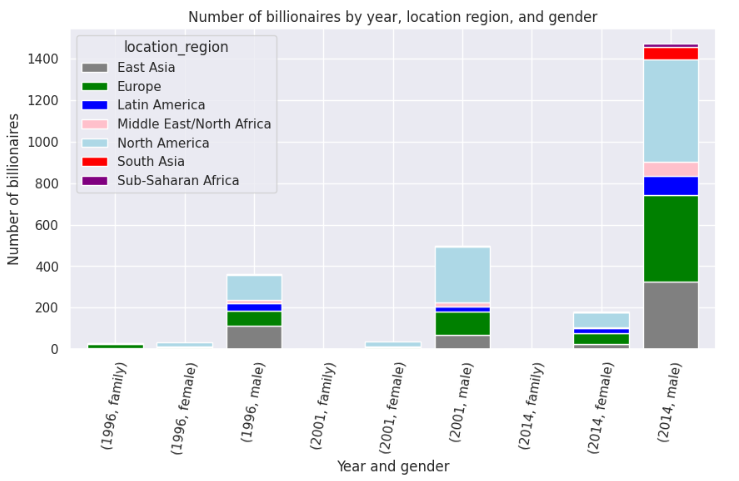 Number of billionaires by year, location region, and gender
location_region
East Asia
Europe
Latin America
Middle East/North Africa
North America
South Asia
Sub-Saharan Africa
Number of billionaires
1400
1200
1000
800
600
400
200
0
(1996, family)
(1996, female)
(1996, male)
(2001, family)
(2001, female)
(2001, male)
(2014, family)
(2014, female)
(2014, male)
Year and gender